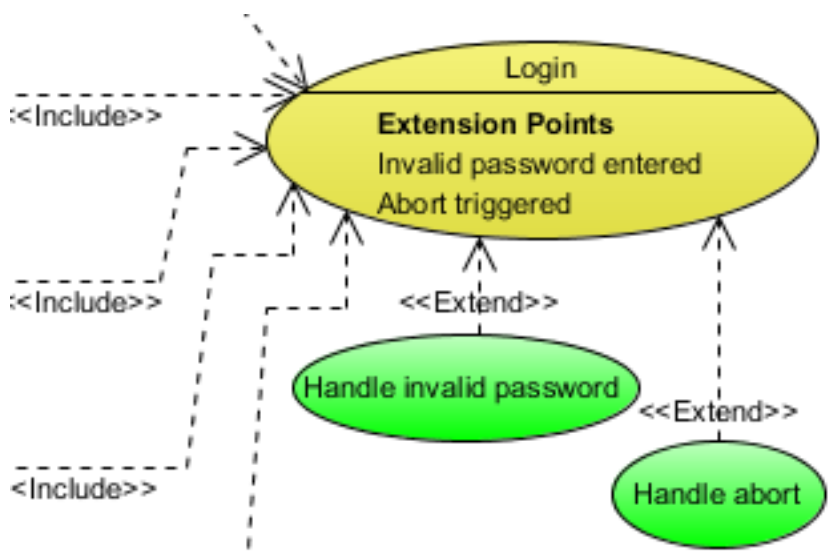 Login
<<Include>>
Extension Points
Invalid password entered
Abort triggered
<<Include>>
<<Extend>>
Handle invalid password
<<Extend>>
<Include>>
Handle abort